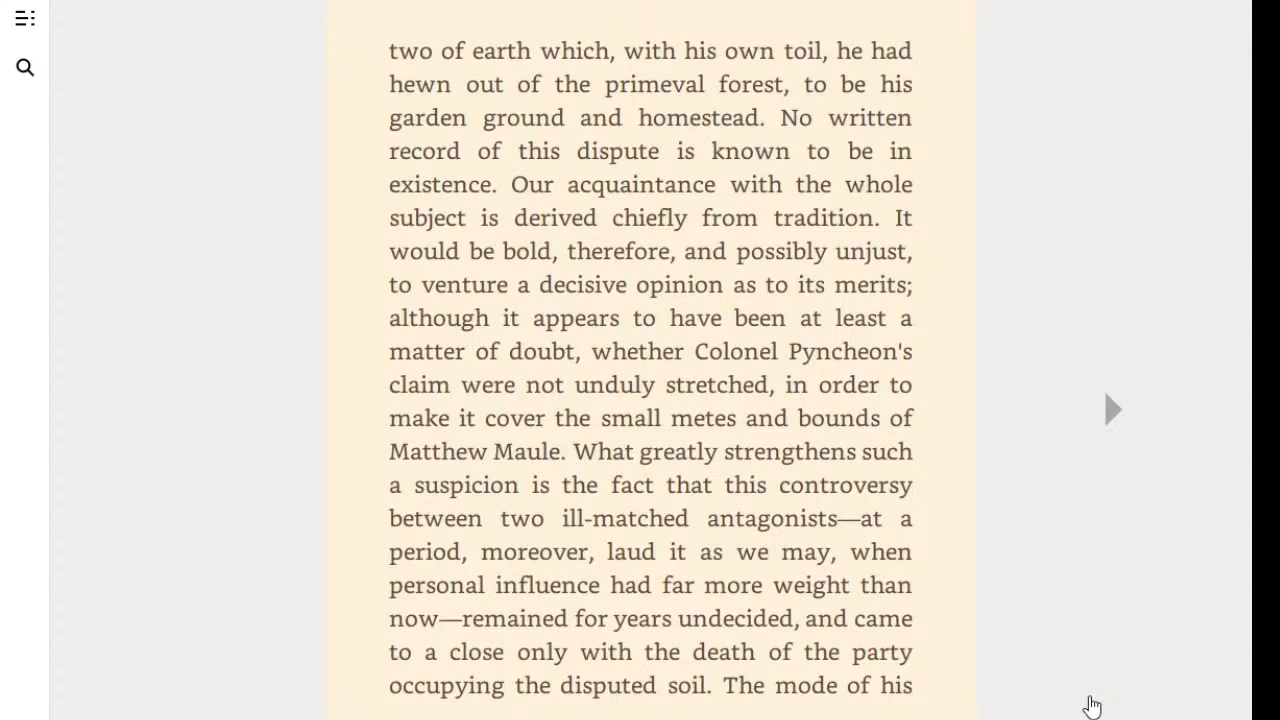 two of earth which, with his own toil, he had
hewn out of the primeval forest, to be his
garden ground and homestead. No written
record of this dispute is known to be in
existence. Our acquaintance with the whole
subject is derived chiefly from tradition. It
would be bold, therefore, and possibly unjust,
to venture a decisive opinion as to its merits;
although it appears to have been at least a
matter of doubt, whether Colonel Pyncheon's
claim were not unduly stretched, in order to
make it cover the small metes and bounds of
Matthew Maule. What greatly strengthens such
a suspicion is the fact that this controversy
between two ill-matched antagonists—at a
period, moreover, laud it as we may, when
personal influence had far more weight than
now—remained for years undecided, and came
to a close only with the death of the party
occupying the disputed soil. The mode of his